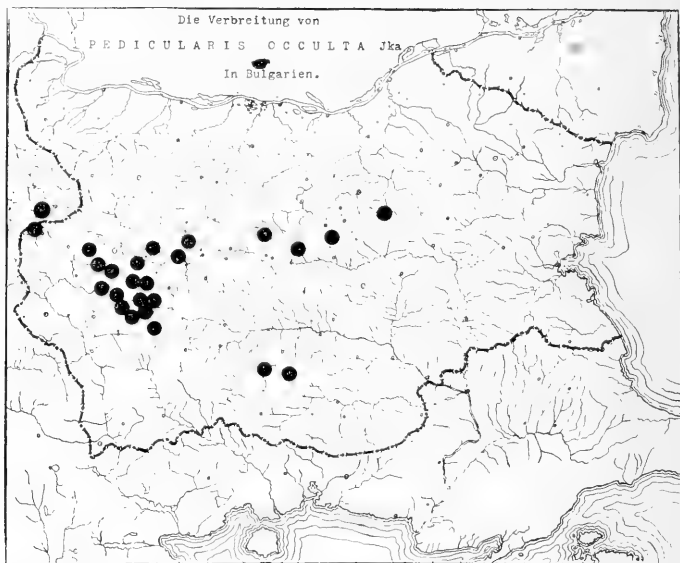 Die Verbreitung von
PEDICULARIS OCCULTA Jka
In Bulgarien.